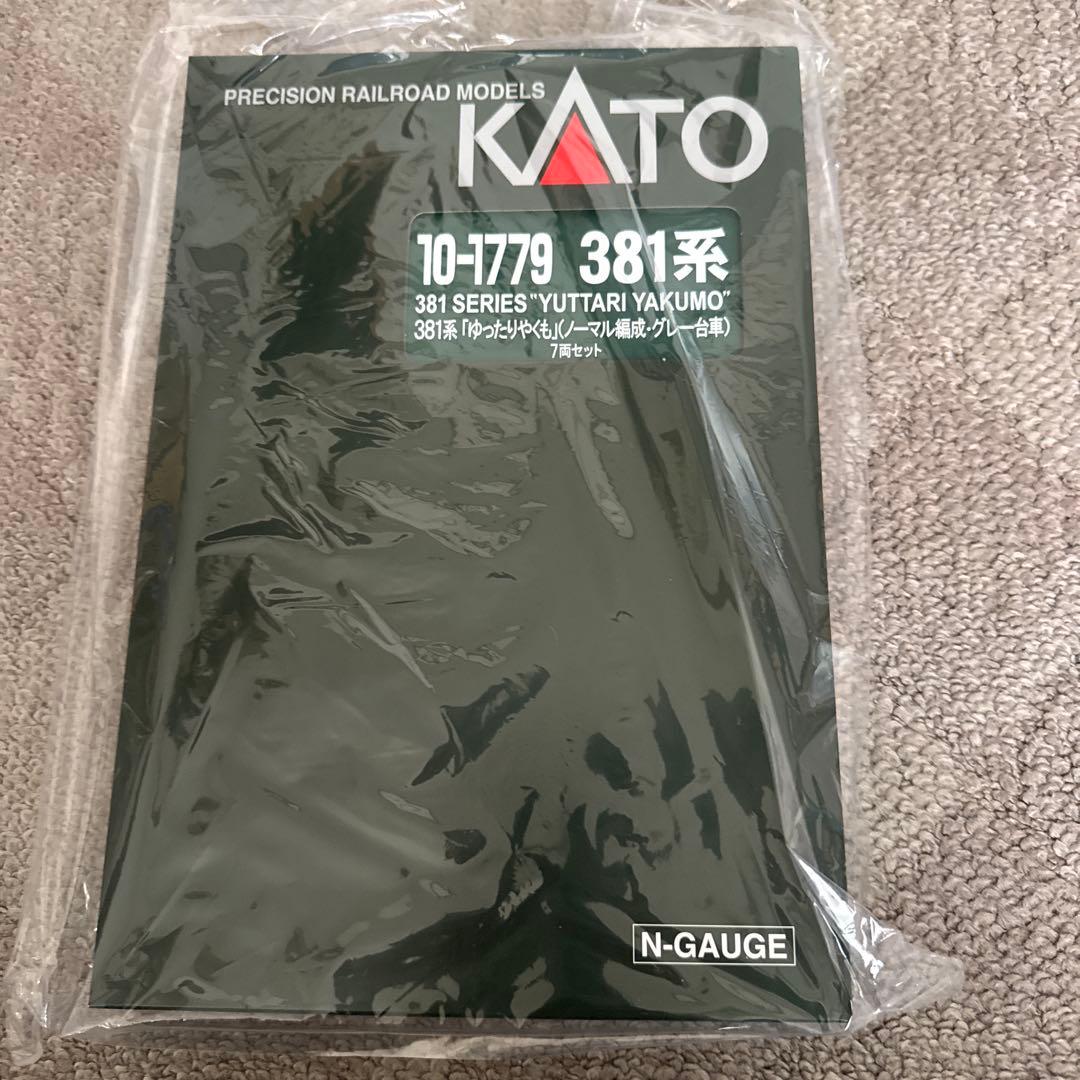 PRECISION RAILROAD MODELS
KATO
10-1779 381系
381 SERIES "YUTTARI YAKUMO"
381系「ゆったりやくも」(ノーマル編成・グレー台車)
7両セット
N-GAUGE